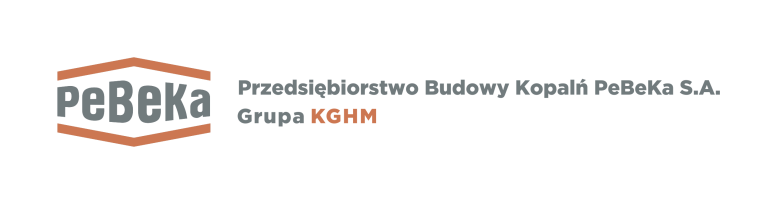 PeBeKa
Przedsiębiorstwo Budowy Kopalń PeBeKa S.A.
Grupa KGHM